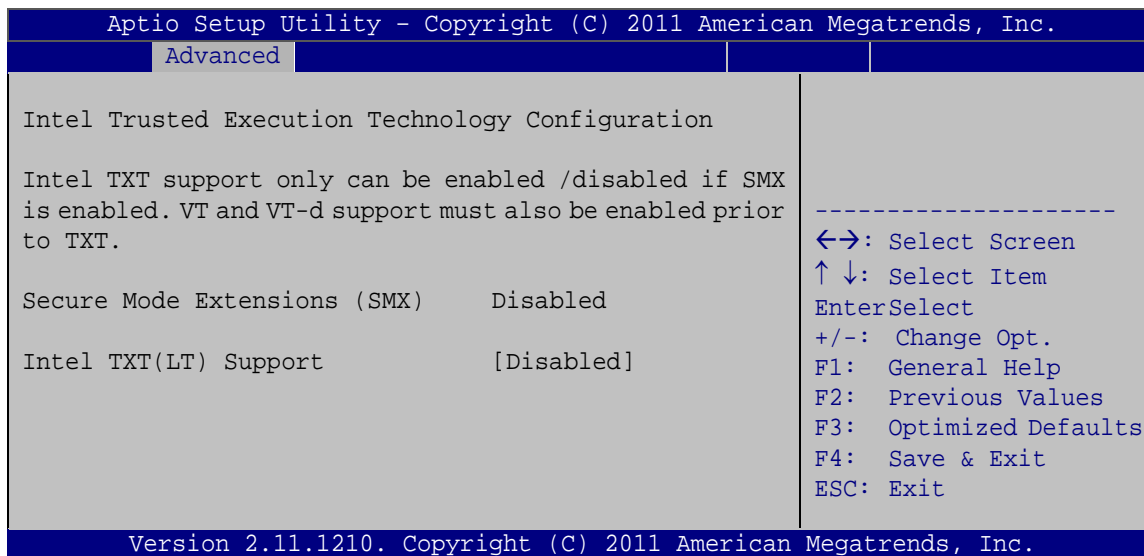 Aptio Setup Utility – Copyright (C) 2011 American Megatrends, Inc.
Advanced
Intel Trusted Execution Technology Configuration
Intel TXT support only can be enabled /disabled if SMX
is enabled. VT and VT-d support must also be enabled prior
to TXT.
Secure Mode Extensions (SMX) Disabled
Intel TXT(LT) Support [Disabled]
---------------------
←→: Select Screen
↑ ↓: Select Item
EnterSelect
+/-: Change Opt.
F1: General Help
F2: Previous Values
F3: Optimized Defaults
F4: Save & Exit
ESC: Exit
Version 2.11.1210. Copyright (C) 2011 American Megatrends, Inc.